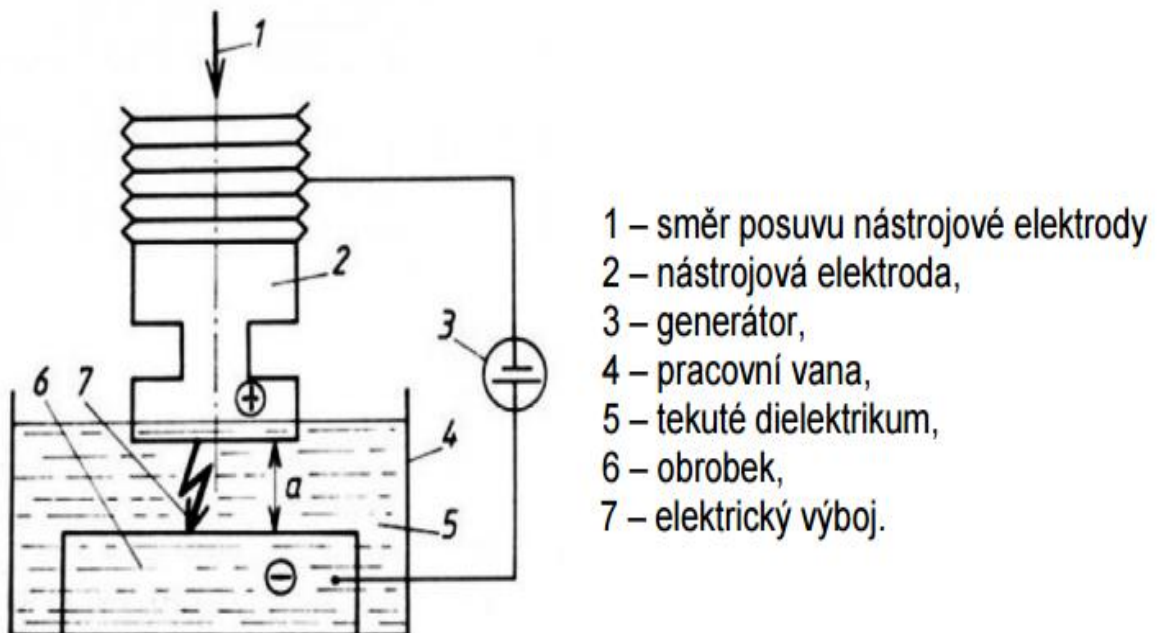 1
2
3
6 7
+
4
a
5
−
1 – směr posuvu nástrojové elektrody
2 – nástrojová elektroda,
3 – generátor,
4 – pracovní vana,
5 – tekuté dielektrikum,
6 – obrobek,
7 – elektrický výboj.